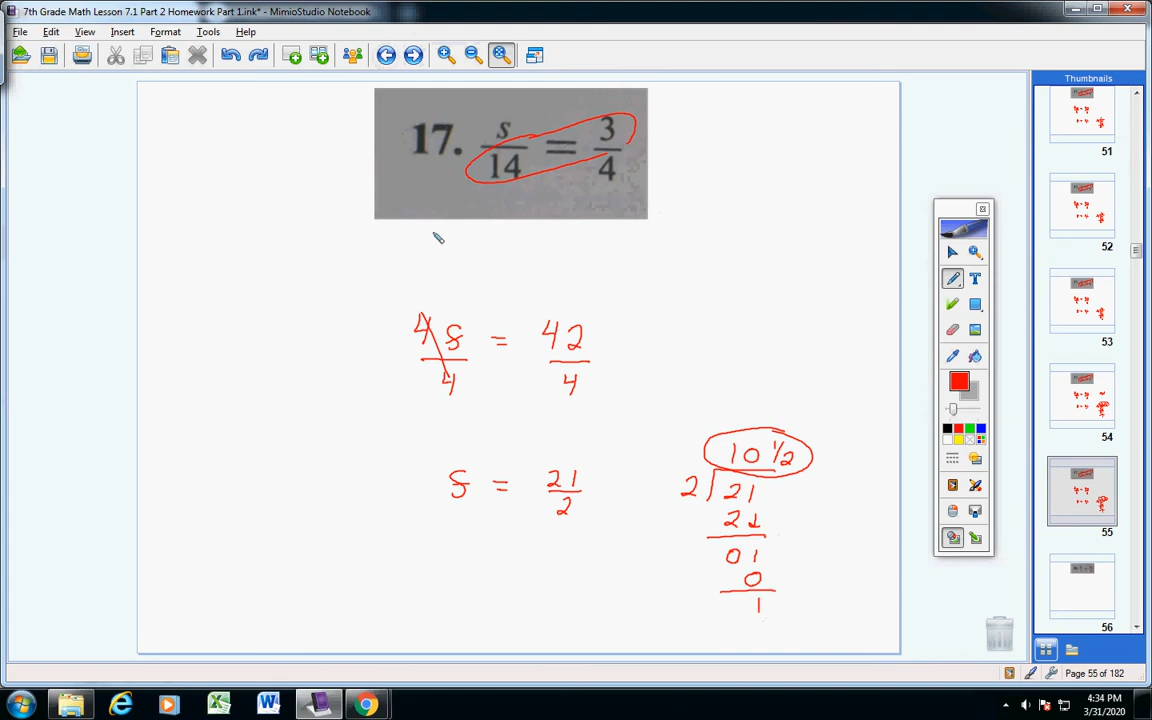 7th Grade Math Lesson 7.1 Part 2 Homework Part 1.ink* - MimioStudio Notebook
File Edit View Insert Format Tools Help
Thumbnails
17. s/14 = 3/4
4s/4 = 42/4
s = 21/2
10 1/2
2 21
21
01
0
1
51
52
53
54
55
56
T
Page 55 of 182
W
4:34 PM
3/31/2020